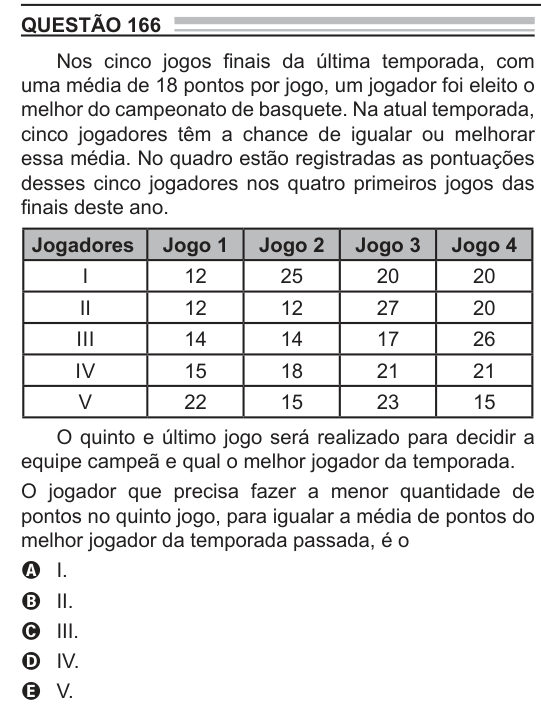 QUESTÃO 166
Nos cinco jogos finais da última temporada, com
uma média de 18 pontos por jogo, um jogador foi eleito o
melhor do campeonato de basquete. Na atual temporada,
cinco jogadores têm a chance de igualar ou melhorar
essa média. No quadro estão registradas as pontuações
desses cinco jogadores nos quatro primeiros jogos das
finais deste ano.
Jogadores Jogo 1 Jogo 2 Jogo 3 Jogo 4
I 12 25 20 20
II 12 12 27 20
III 14 14 17 26
IV 15 18 21 21
V 22 15 23 15
O quinto e último jogo será realizado para decidir a
equipe campeã e qual o melhor jogador da temporada.
O jogador que precisa fazer a menor quantidade de
pontos no quinto jogo, para igualar a média de pontos do
melhor jogador da temporada passada, é o
A I.
B II.
C III.
D IV.
E V.